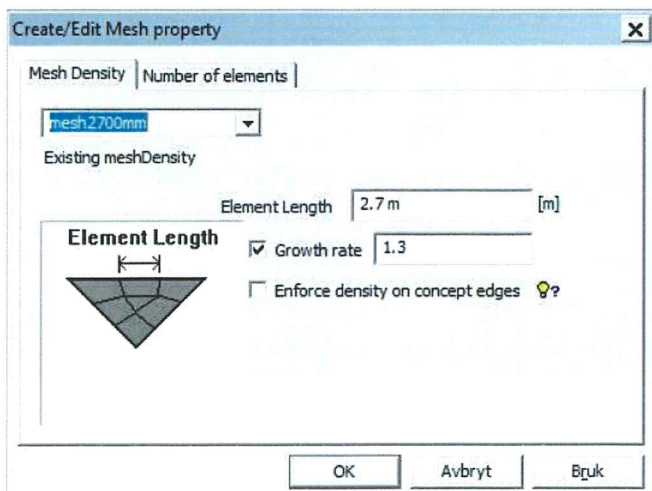 Create/Edit Mesh property
Mesh Density
Number of elements
mesh2700mm
Existing meshDensity
Element Length 2.7 m [m]
Element Length
Growth rate 1.3
Enforce density on concept edges ?
OK Avbryt Bruk